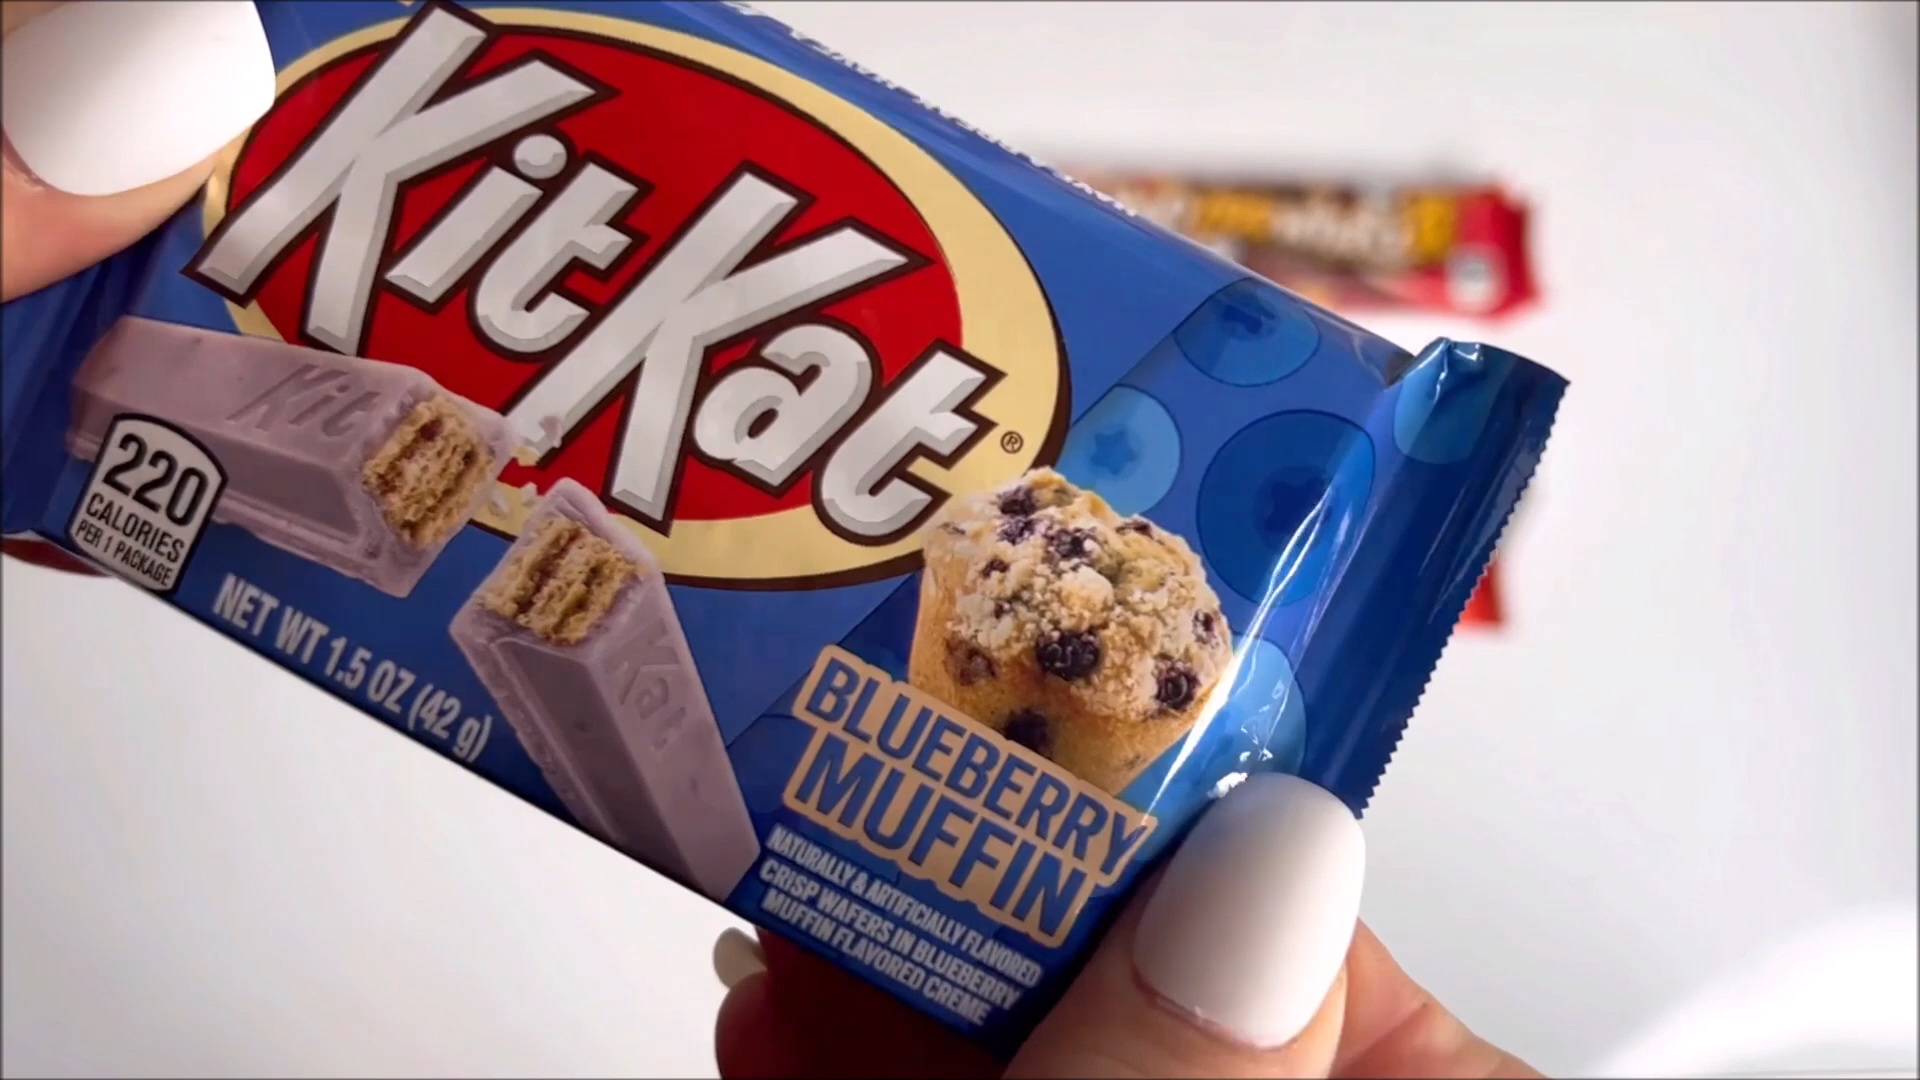 KitKat®
Kit
Kat
220
CALORIES
PER 1 PACKAGE
NET WT 1.5 OZ (42 g)
BLUEBERRY
MUFFIN
NATURALLY & ARTIFICIALLY FLAVORED
CRISP WAFERS IN BLUEBERRY
MUFFIN FLAVORED CREME